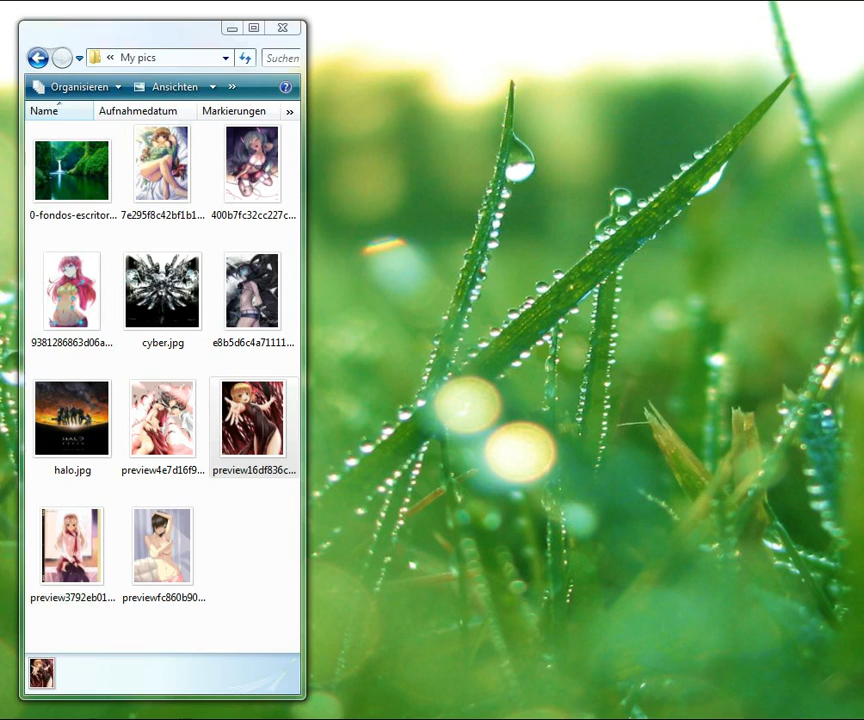 « My pics
Suchen
Organisieren Ansichten »
Name Aufnahmedatum Markierungen »
0-fondos-escritor... 7e295f8c42bf1b1... 400b7fc32cc227c...
9381286863d06a... cyber.jpg e8b5d6c4a71111...
HALO
halo.jpg preview4e7d16f9... preview16df836c...
preview3792eb01... previewfc860b90...